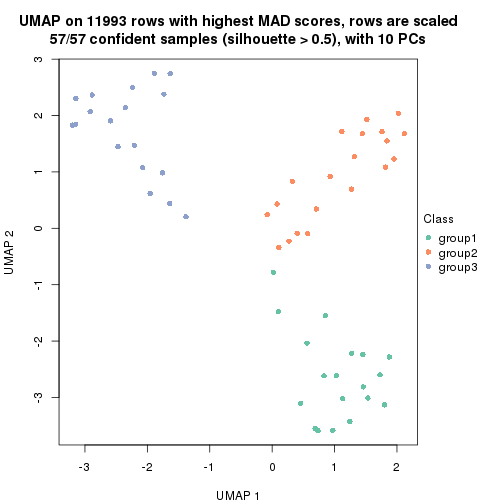 UMAP on 11993 rows with highest MAD scores, rows are scaled
57/57 confident samples (silhouette > 0.5), with 10 PCs
3
2
1
0
-1
-2
-3
UMAP 2
-3
-2
-1
0
1
2
UMAP 1
Class
group1
group2
group3